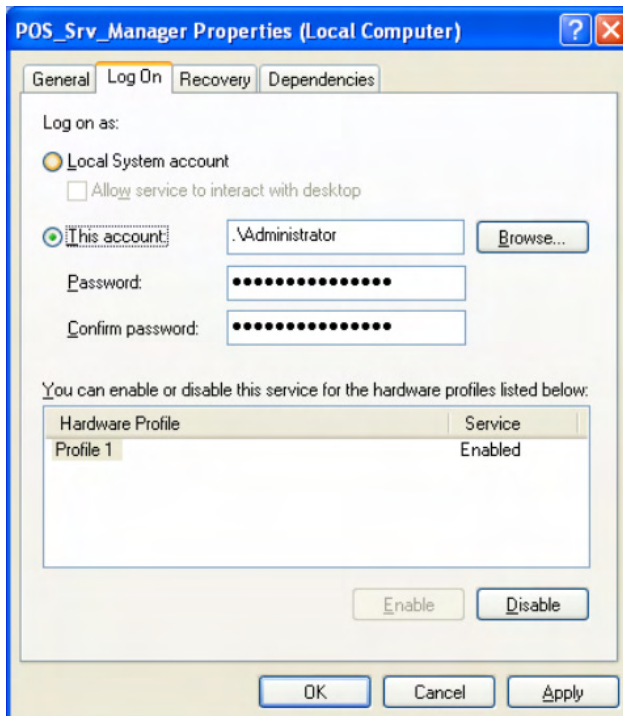 POS_Srv_Manager Properties (Local Computer)
General Log On Recovery Dependencies
Log on as:
Local System account
Allow service to interact with desktop
This account: .\Administrator Browse...
Password: ●●●●●●●●●●●●●●●
Confirm password: ●●●●●●●●●●●●●●●
You can enable or disable this service for the hardware profiles listed below:
Hardware Profile Service
Profile 1 Enabled
Enable Disable
OK Cancel Apply